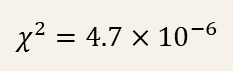 χ² = 4.7 × 10⁻⁶